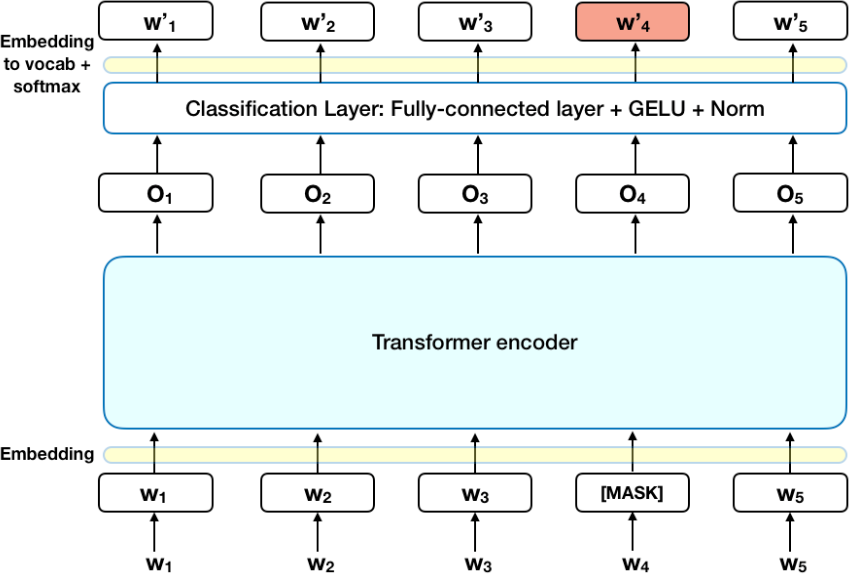 w’₁ w’₂ w’₃ w’₄ w’₅
Embedding
to vocab +
softmax
Classification Layer: Fully-connected layer + GELU + Norm
O₁ O₂ O₃ O₄ O₅
Transformer encoder
Embedding
w₁ w₂ w₃ [MASK] w₅
w₁ w₂ w₃ w₄ w₅